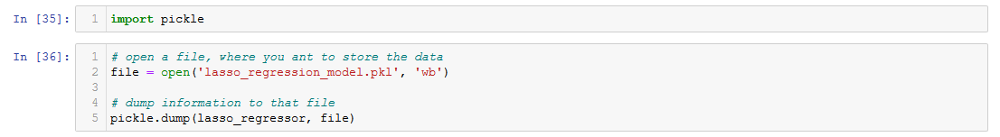 In [35]: 1 import pickle
In [36]: 1 # open a file, where you ant to store the data
2 file = open('lasso_regression_model.pkl', 'wb')
3
4 # dump information to that file
5 pickle.dump(lasso_regressor, file)